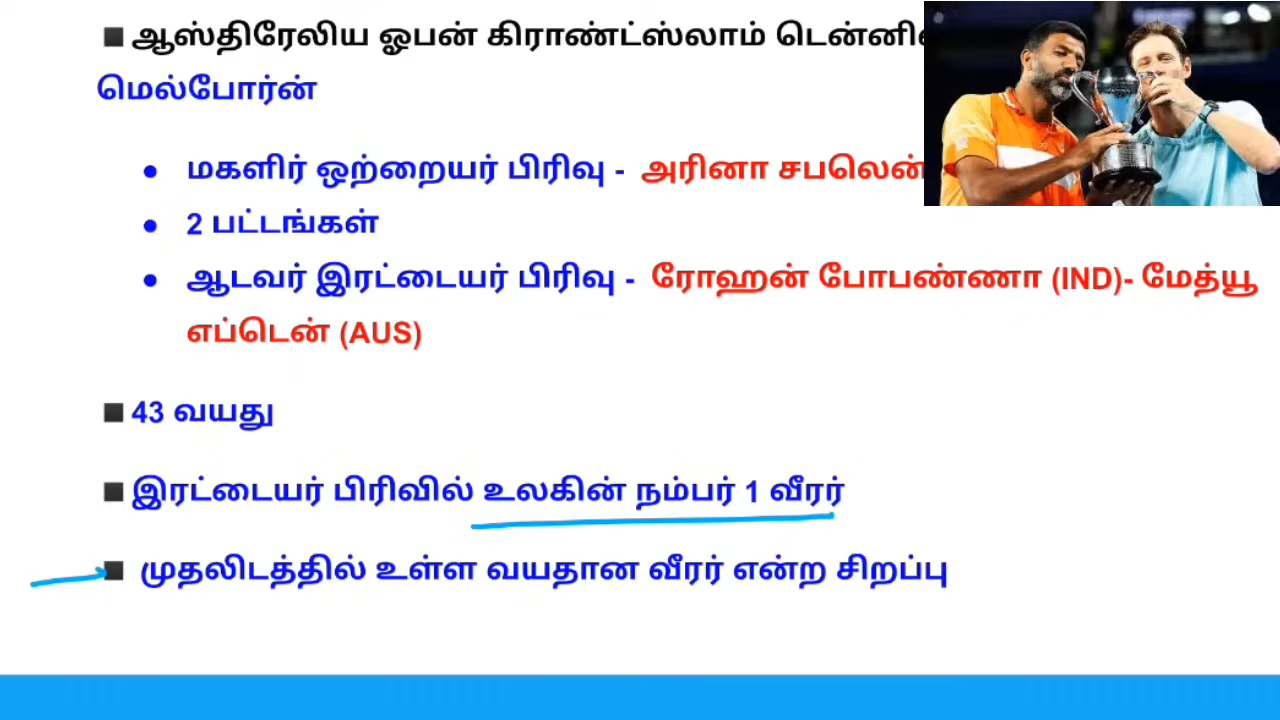 ஆஸ்திரேலிய ஓபன் கிராண்ட்ஸ்லாம்
மெல்போர்ன்
மகளிர் ஒற்றையர் பிரிவு - அரினா
2 பட்டங்கள்
ஆடவர் இரட்டையர் பிரிவு - ரோஹன் போபண்ணா (IND)- மேத்யூ
எப்டென் (AUS)
43 வயது
இரட்டையர் பிரிவில் உலகின் நம்பர் 1 வீரர்
முதலிடத்தில் உள்ள வயதான வீரர் என்ற சிறப்பு